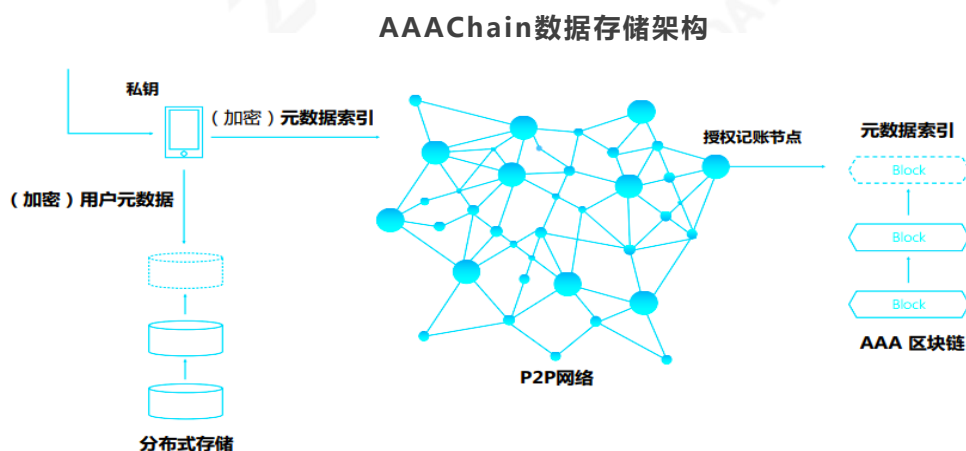 AAAChain数据存储架构
私钥
（加密）元数据索引
授权记账节点
元数据索引
Block
（加密）用户元数据
Block
Block
AAA 区块链
P2P网络
分布式存储